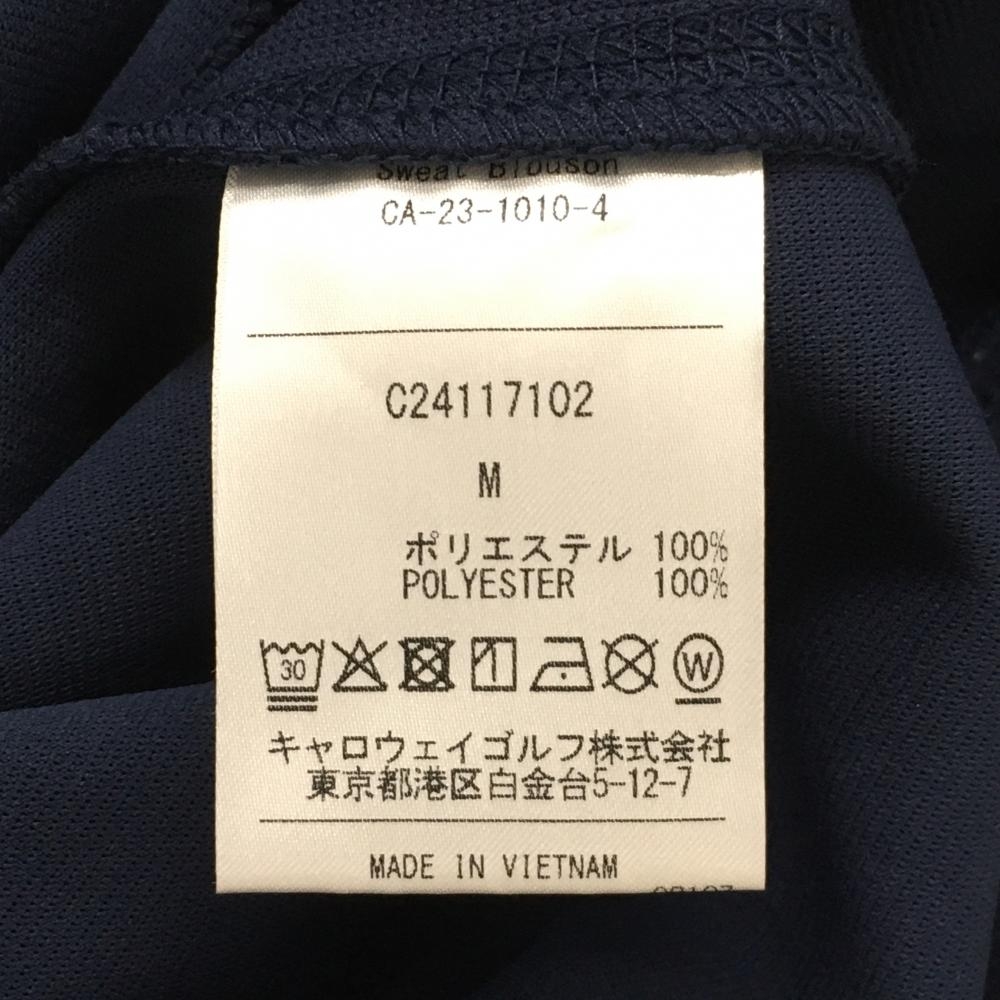 Sweat Blouson
CA-23-1010-4
C24117102
M
ポリエステル 100%
POLYESTER 100%
30
W
キャロウェイゴルフ株式会社
東京都港区白金台5-12-7
MADE IN VIETNAM